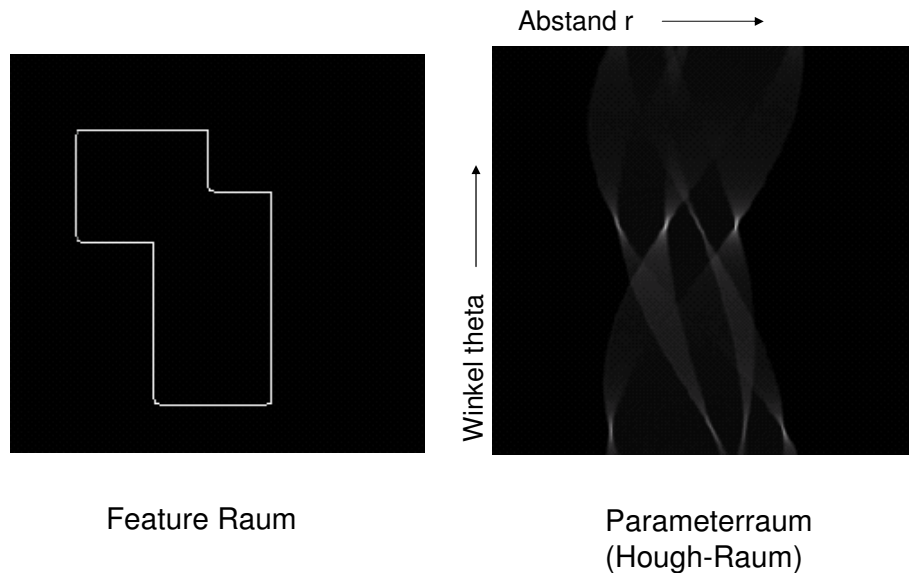 Abstand r
Winkel theta
Feature Raum
Parameterraum
(Hough-Raum)